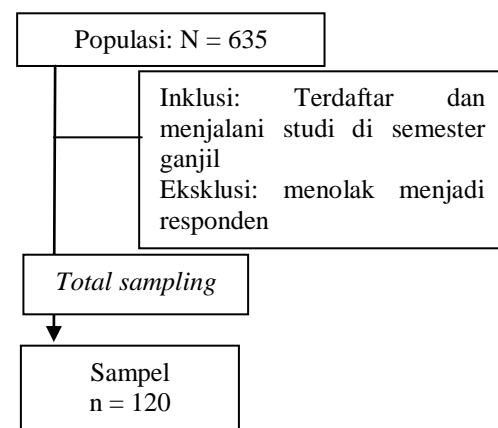 Populasi: N = 635
Inklusi: Terdaftar dan
menjalani studi di semester
ganjil
Eksklusi: menolak menjadi
responden
Total sampling
Sampel
n = 120